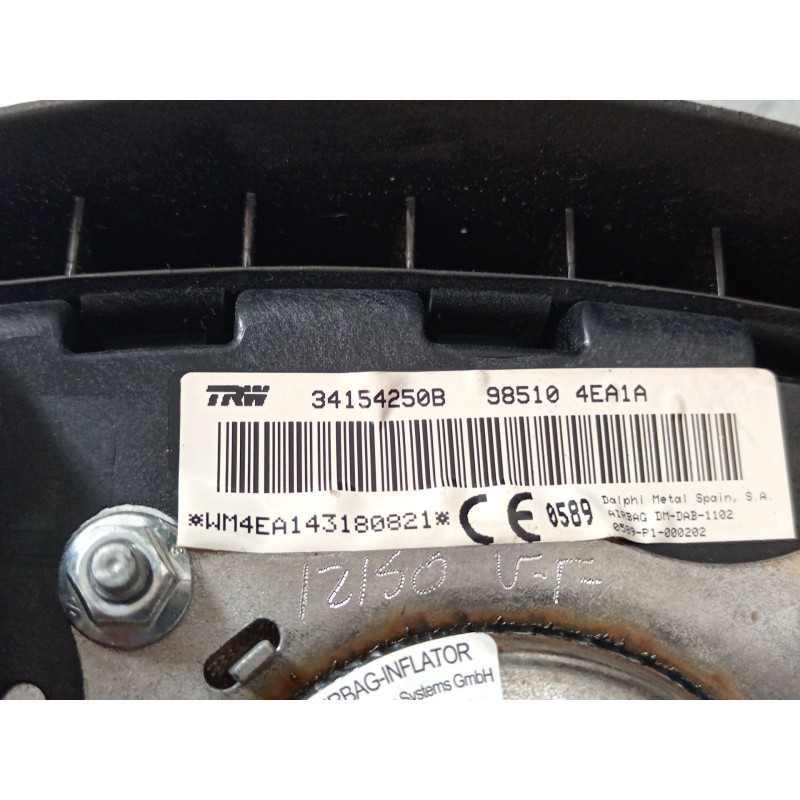 TRW 34154250B 98510 4EA1A
*WM4EA143180821* CE 0589
Dalphi Metal Spain, S.A.
AIRBAG DM-DAB-1102
0589-P1-000202
12150 V-F
BAG-INFLATOR
Systems GmbH